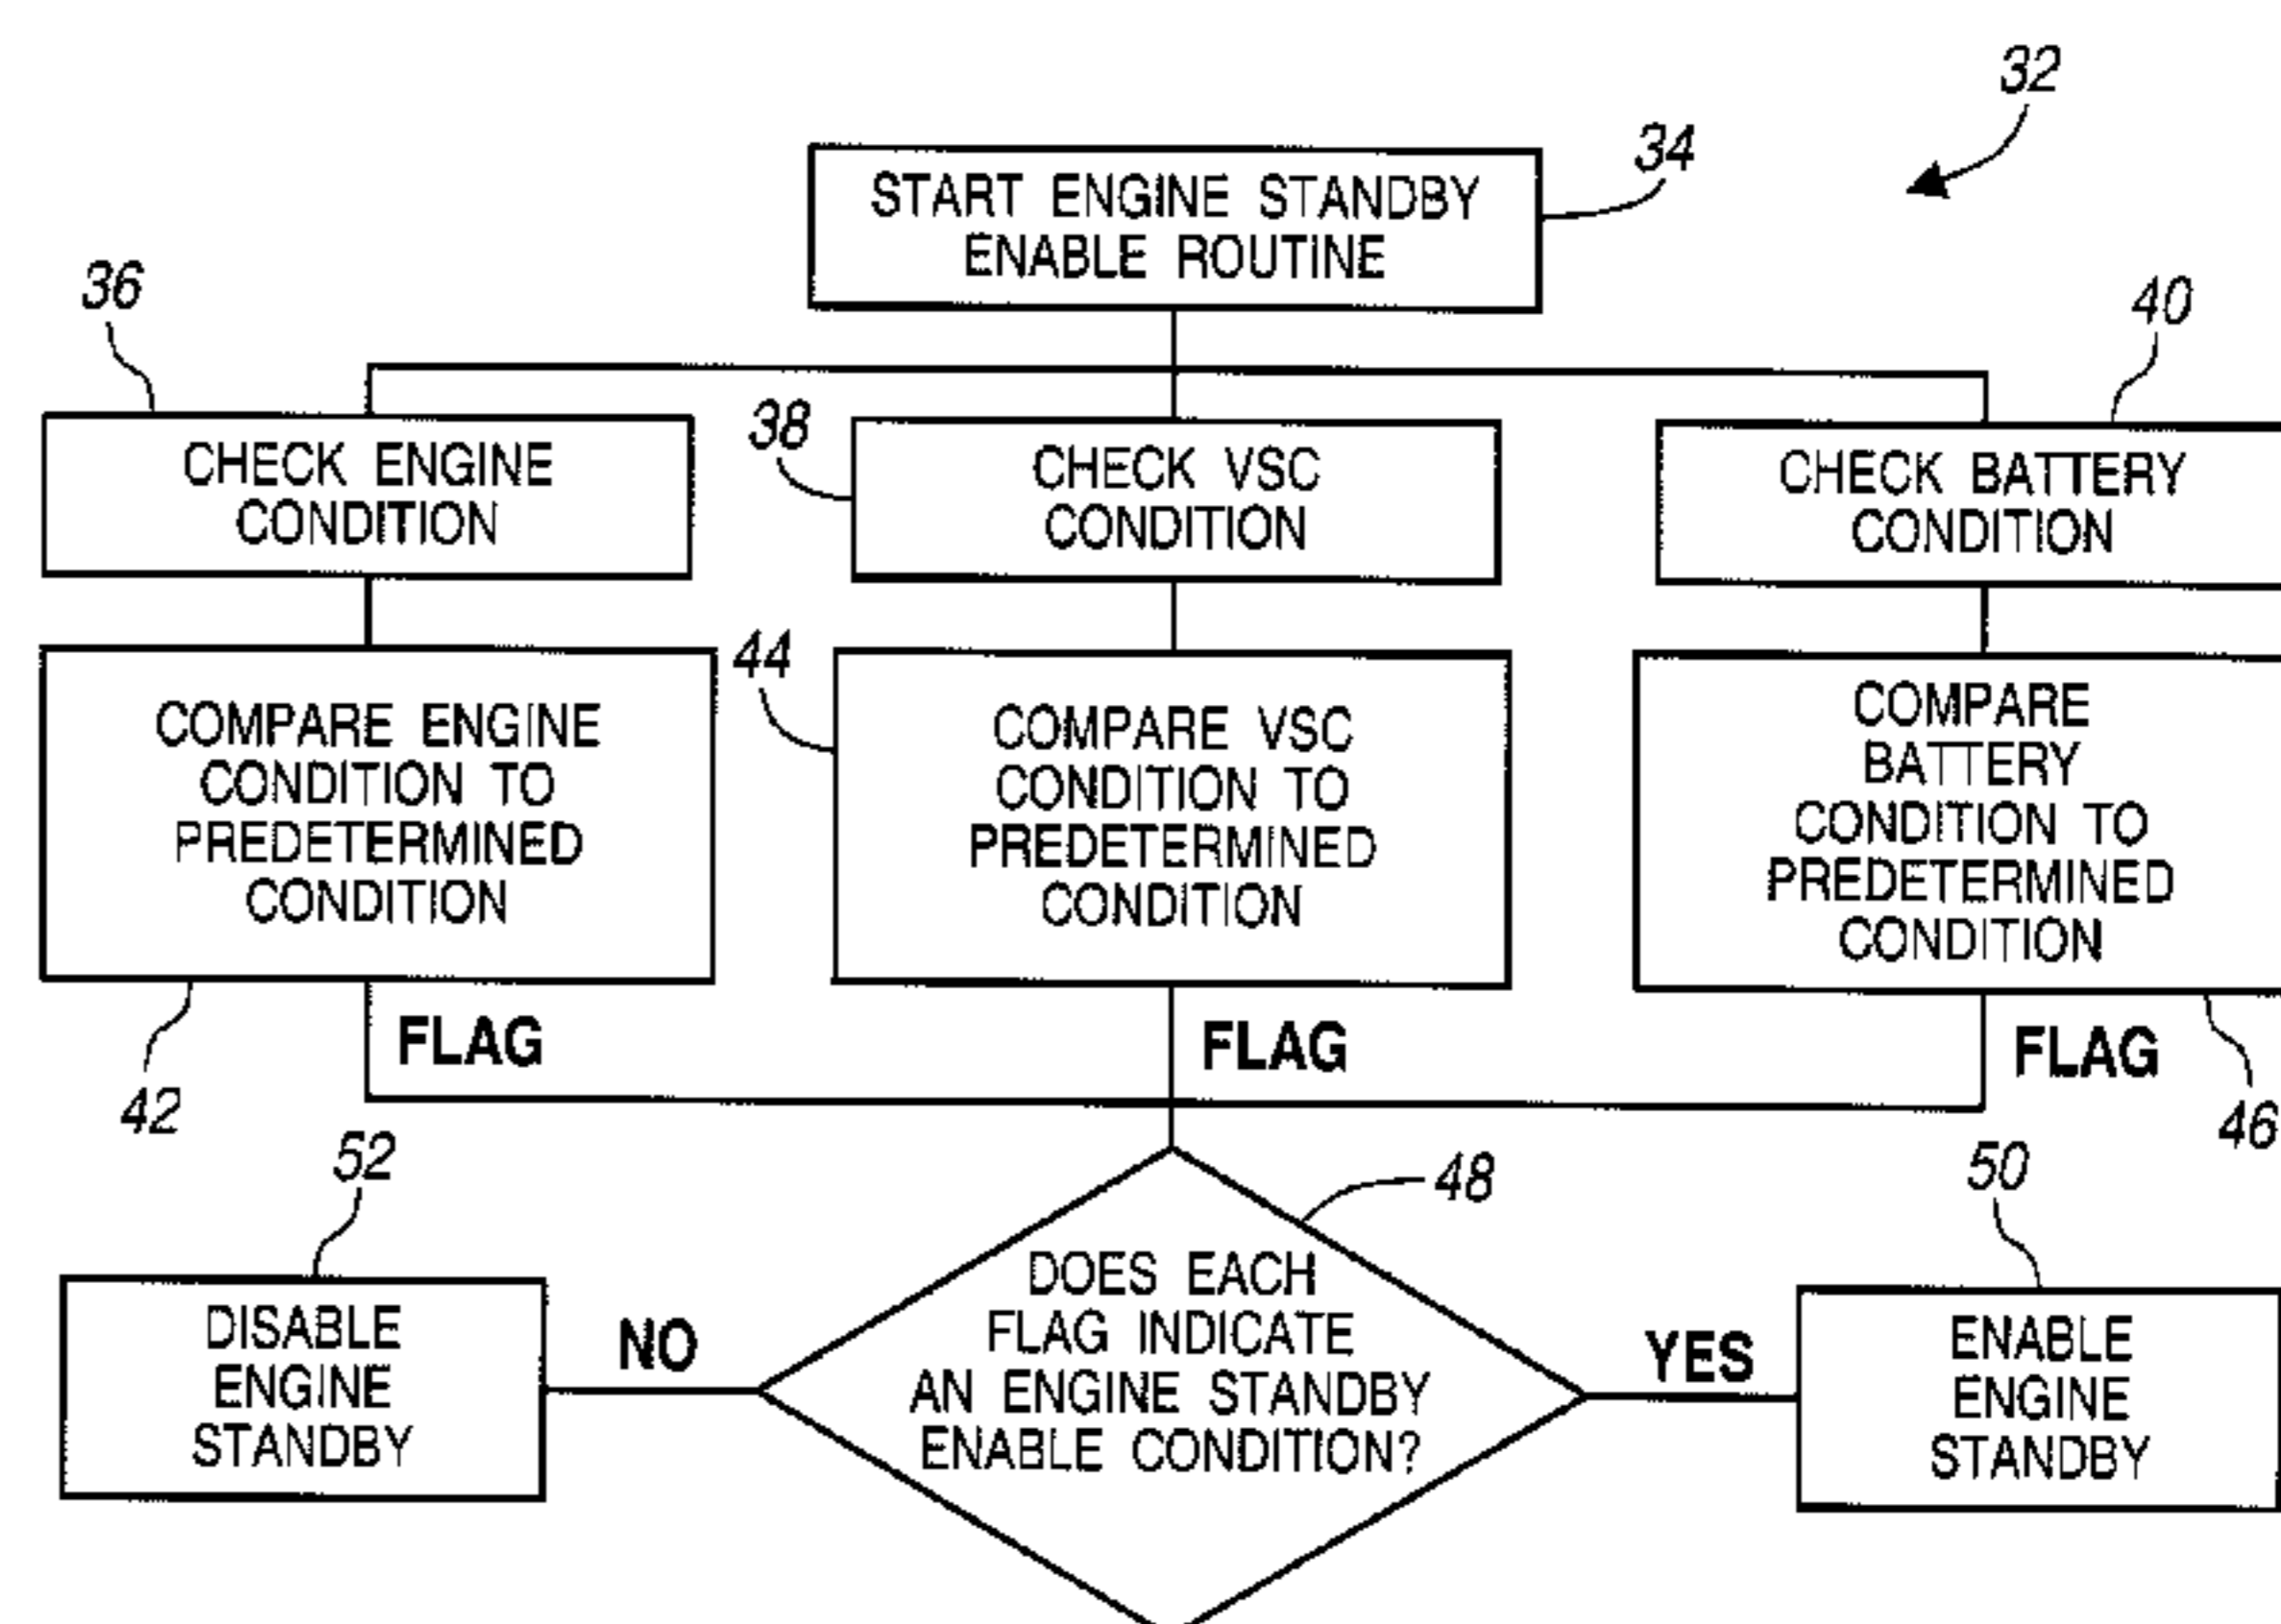 32
34
START ENGINE STANDBY
ENABLE ROUTINE
36
40
38
CHECK ENGINE
CONDITION
CHECK VSC
CONDITION
CHECK BATTERY
CONDITION
44
COMPARE ENGINE
CONDITION TO
PREDETERMINED
CONDITION
COMPARE VSC
CONDITION TO
PREDETERMINED
CONDITION
COMPARE
BATTERY
CONDITION TO
PREDETERMINED
CONDITION
FLAG
FLAG
FLAG
42
46
52
48
50
DISABLE
ENGINE
STANDBY
NO
DOES EACH
FLAG INDICATE
AN ENGINE STANDBY
ENABLE CONDITION?
YES
ENABLE
ENGINE
STANDBY